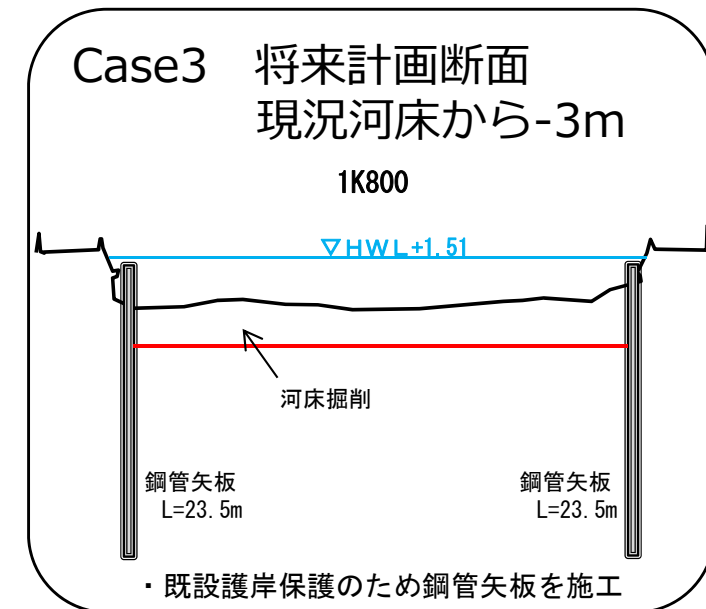 Case3 将来計画断面
現況河床から-3m
1K800
▽HWL+1.51
河床掘削
鋼管矢板
L=23.5m
鋼管矢板
L=23.5m
・既設護岸保護のため鋼管矢板を施工